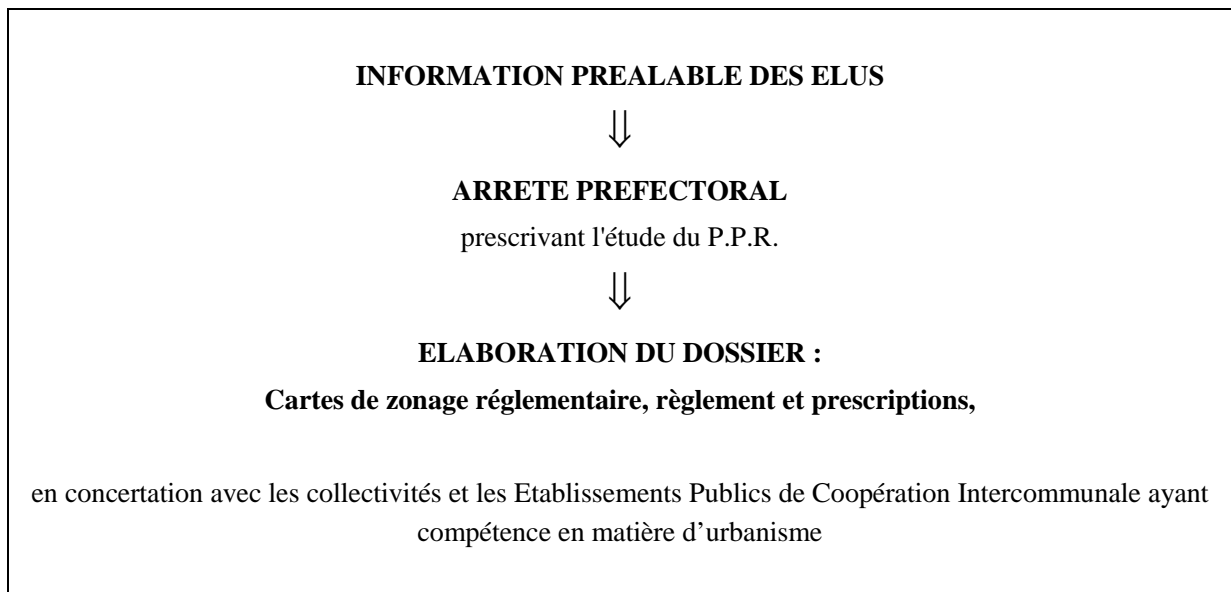 INFORMATION PREALABLE DES ELUS
⇓
ARRETE PREFECTORAL
prescrivant l'étude du P.P.R.
⇓
ELABORATION DU DOSSIER :
Cartes de zonage réglementaire, règlement et prescriptions,
en concertation avec les collectivités et les Etablissements Publics de Coopération Intercommunale ayant
compétence en matière d’urbanisme